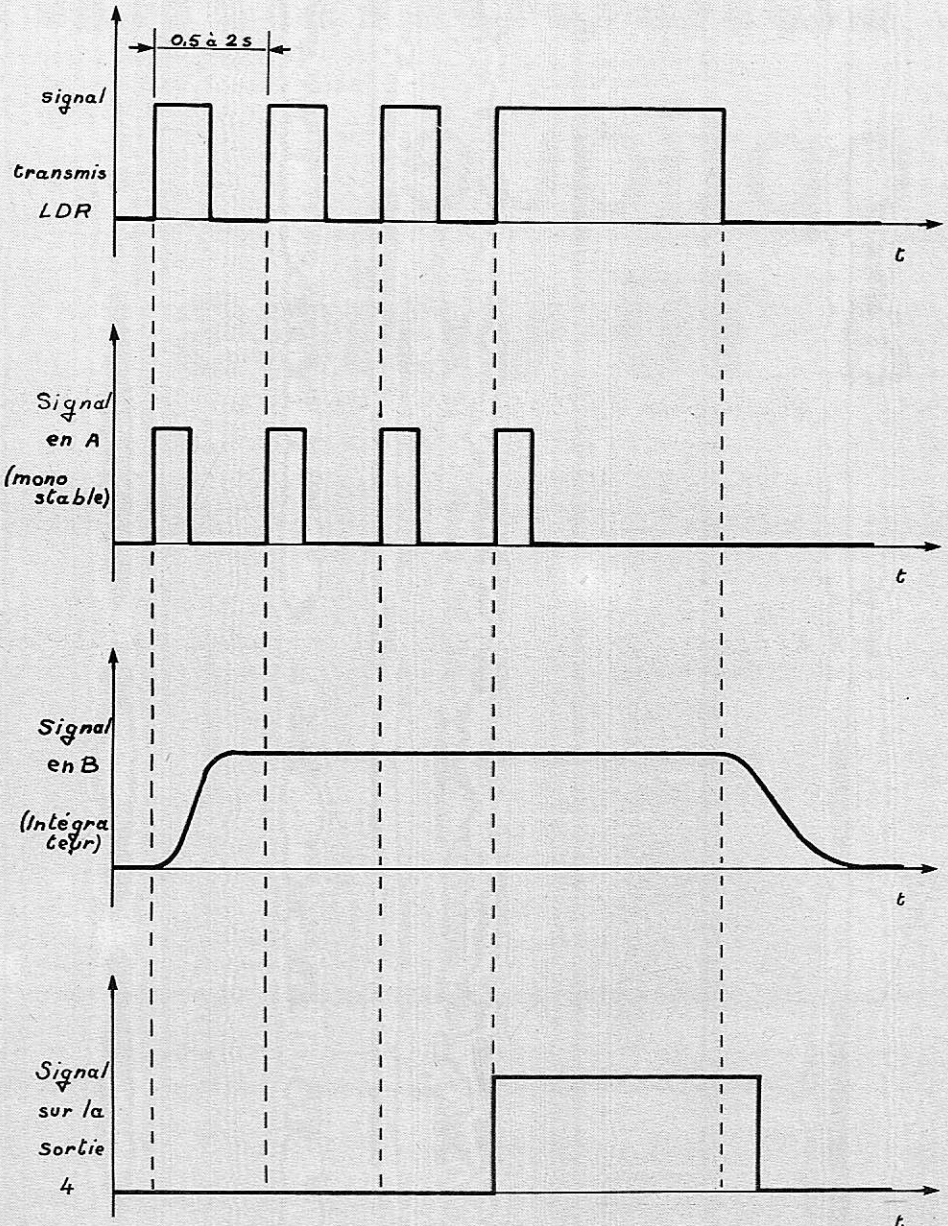 0,5 à 2 s
signal
transmis
LDR
t
Signal
en A
(mono
stable)
t
Signal
en B
(Intégra
teur)
t
Signal
sur la
sortie
4
t